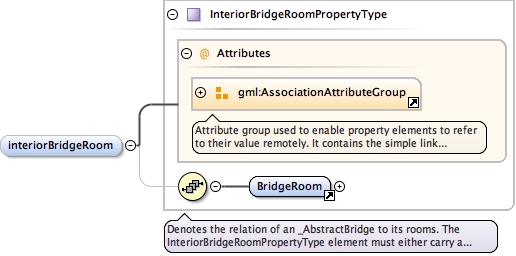 InteriorBridgeRoomPropertyType
@ Attributes
gml:AssociationAttributeGroup
Attribute group used to enable property elements to refer
to their value remotely. It contains the simple link...
interiorBridgeRoom
BridgeRoom
Denotes the relation of an _AbstractBridge to its rooms. The
InteriorBridgeRoomPropertyType element must either carry a...